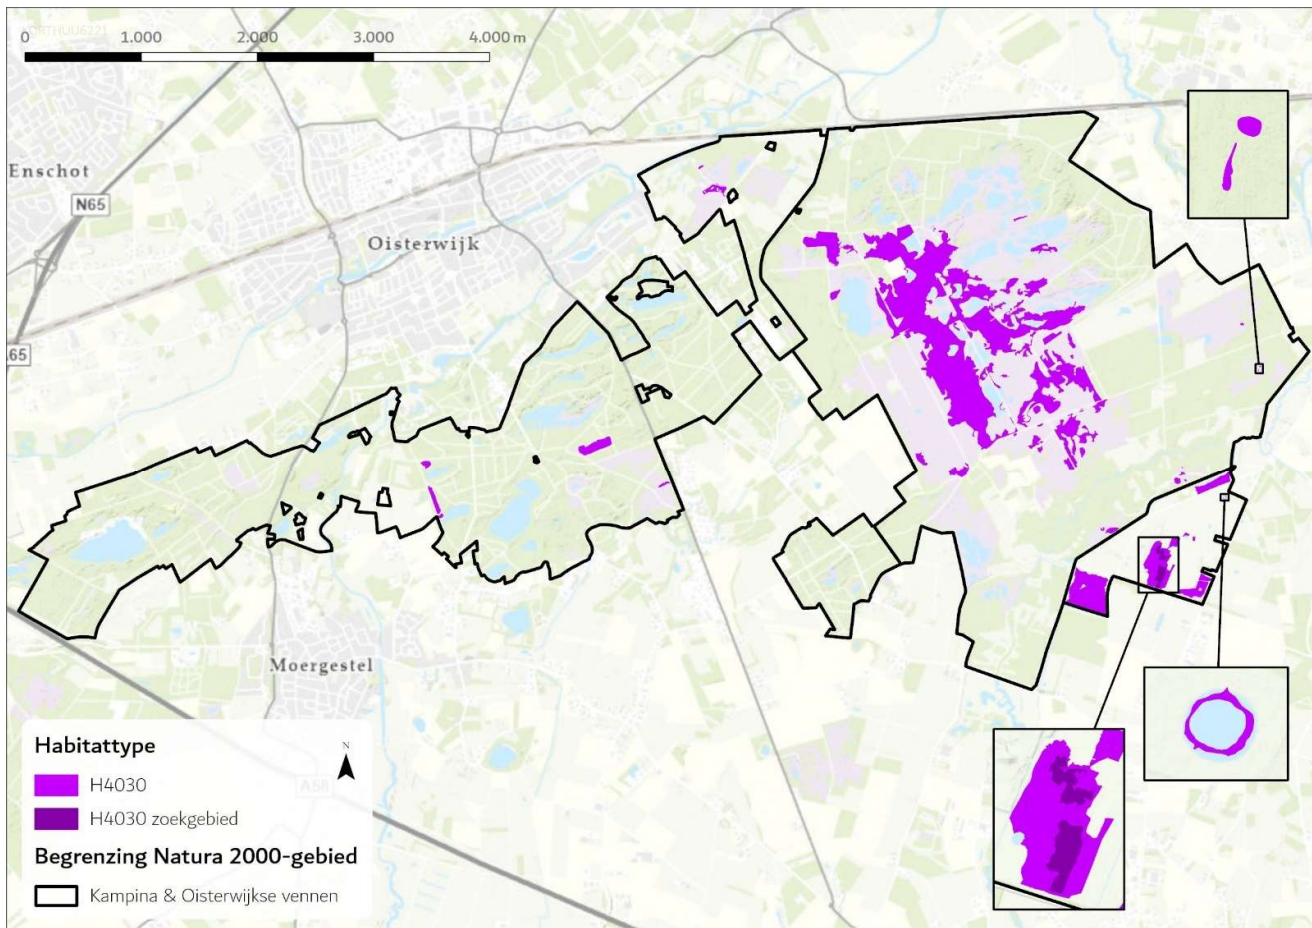 0 1.000 2.000 3.000 4.000 m
Enschot
N65
Oisterwijk
65
Moergestel
Habitattype
N
H4030
A58
H4030 zoekgebied
Begrenzing Natura 2000-gebied
Kampina & Oisterwijkse vennen